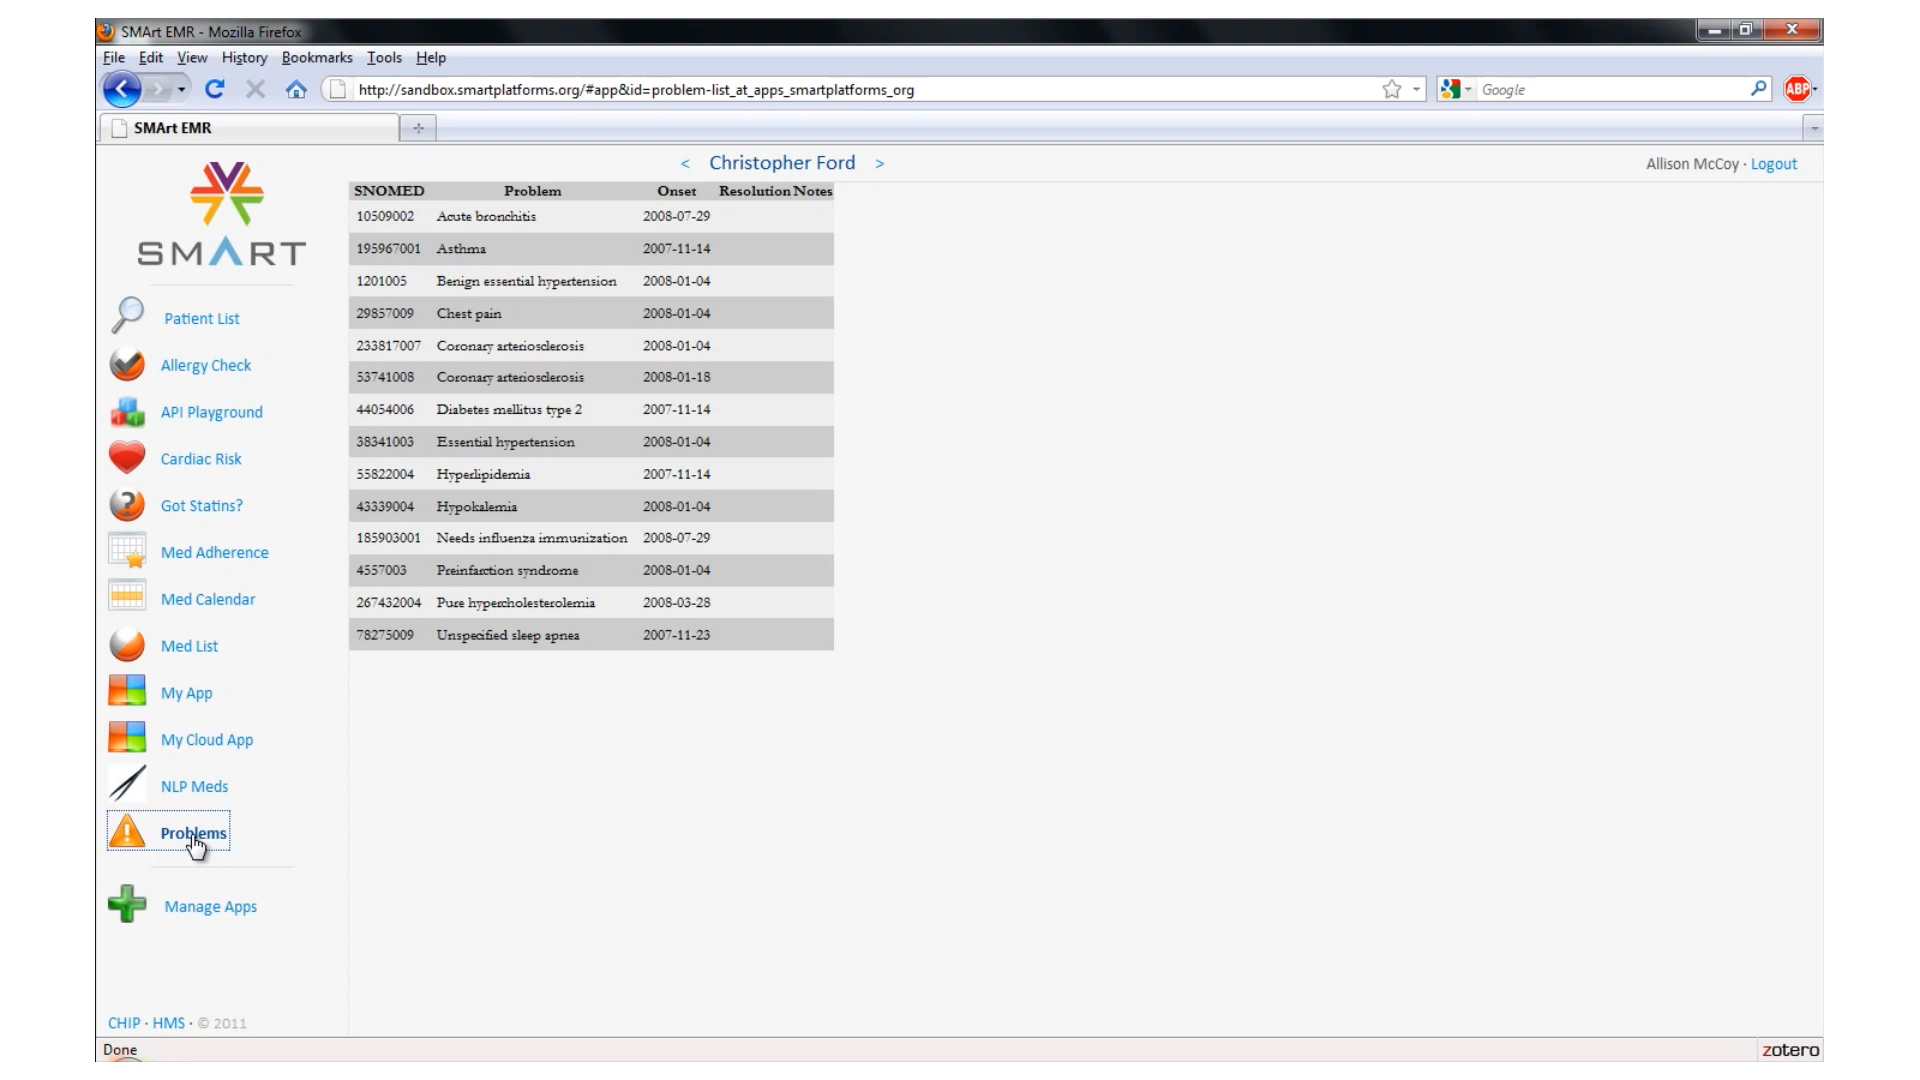 SMArt EMR - Mozilla Firefox
File Edit View History Bookmarks Tools Help
http://sandbox.smartplatforms.org/#app&id=problem-list_at_apps_smartplatforms_org
Google
ABP
SMArt EMR
< Christopher Ford >
Allison McCoy · Logout
SMART
Patient List
Allergy Check
API Playground
Cardiac Risk
Got Statins?
Med Adherence
Med Calendar
Med List
My App
My Cloud App
NLP Meds
Problems
Manage Apps
CHIP · HMS · © 2011
SNOMED Problem Onset Resolution Notes
10509002 Acute bronchitis 2008-07-29
195967001 Asthma 2007-11-14
1201005 Benign essential hypertension 2008-01-04
29857009 Chest pain 2008-01-04
233817007 Coronary arteriosclerosis 2008-01-04
53741008 Coronary arteriosclerosis 2008-01-18
44054006 Diabetes mellitus type 2 2007-11-14
38341003 Essential hypertension 2008-01-04
55822004 Hyperlipidemia 2007-11-14
43339004 Hypokalemia 2008-01-04
185903001 Needs influenza immunization 2008-07-29
4557003 Preinfarction syndrome 2008-01-04
267432004 Pure hypercholesterolemia 2008-03-28
78275009 Unspecified sleep apnea 2007-11-23
Done
zotero